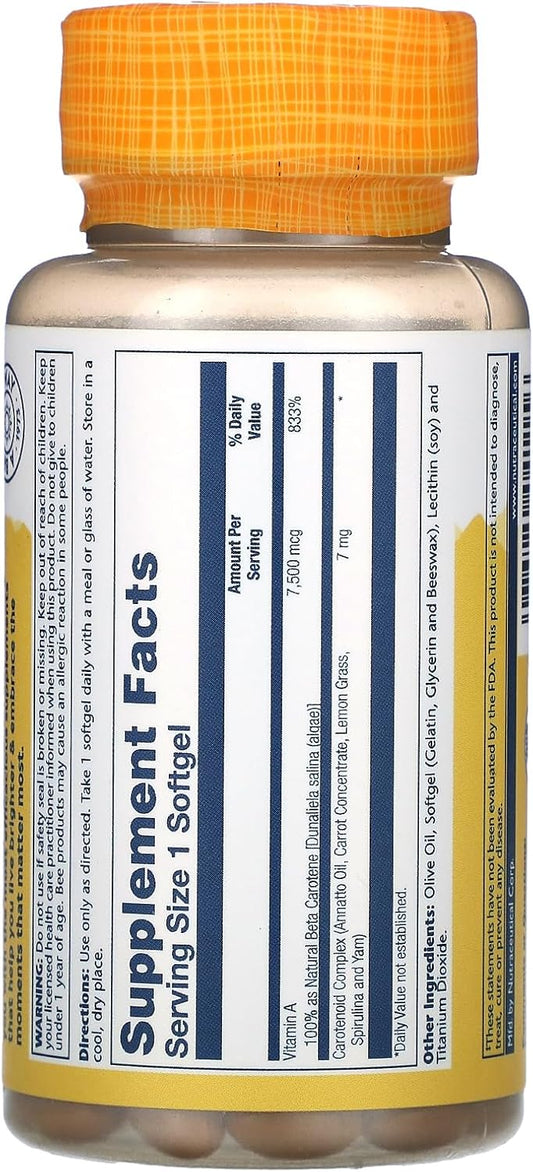 that help you live brighter & embrace the
moments that matter most.
WARNING: Do not use if safety seal is broken or missing. Keep out of reach of children. Keep
your licensed health care practitioner informed when using this product. Do not give to children
under 1 year of age. Bee products may cause an allergic reaction in some people.
Directions: Use only as directed. Take 1 softgel daily with a meal or glass of water. Store in a
cool, dry place.
Supplement Facts
Serving Size 1 Softgel
Amount Per Serving % Daily Value
Vitamin A 7,500 mcg 833%
100% as Natural Beta Carotene [Dunaliela salina (algae)]
Carotenoid Complex (Annatto Oil, Carrot Concentrate, Lemon Grass, 7 mg *
Spirulina and Yam)
*Daily Value not established.
Other Ingredients: Olive Oil, Softgel (Gelatin, Glycerin and Beeswax), Lecithin (soy) and
Titanium Dioxide.
‡These statements have not been evaluated by the FDA. This product is not intended to diagnose,
treat, cure or prevent any disease.
Mfd. by Nutraceutical Corp. www.nutraceutical.com